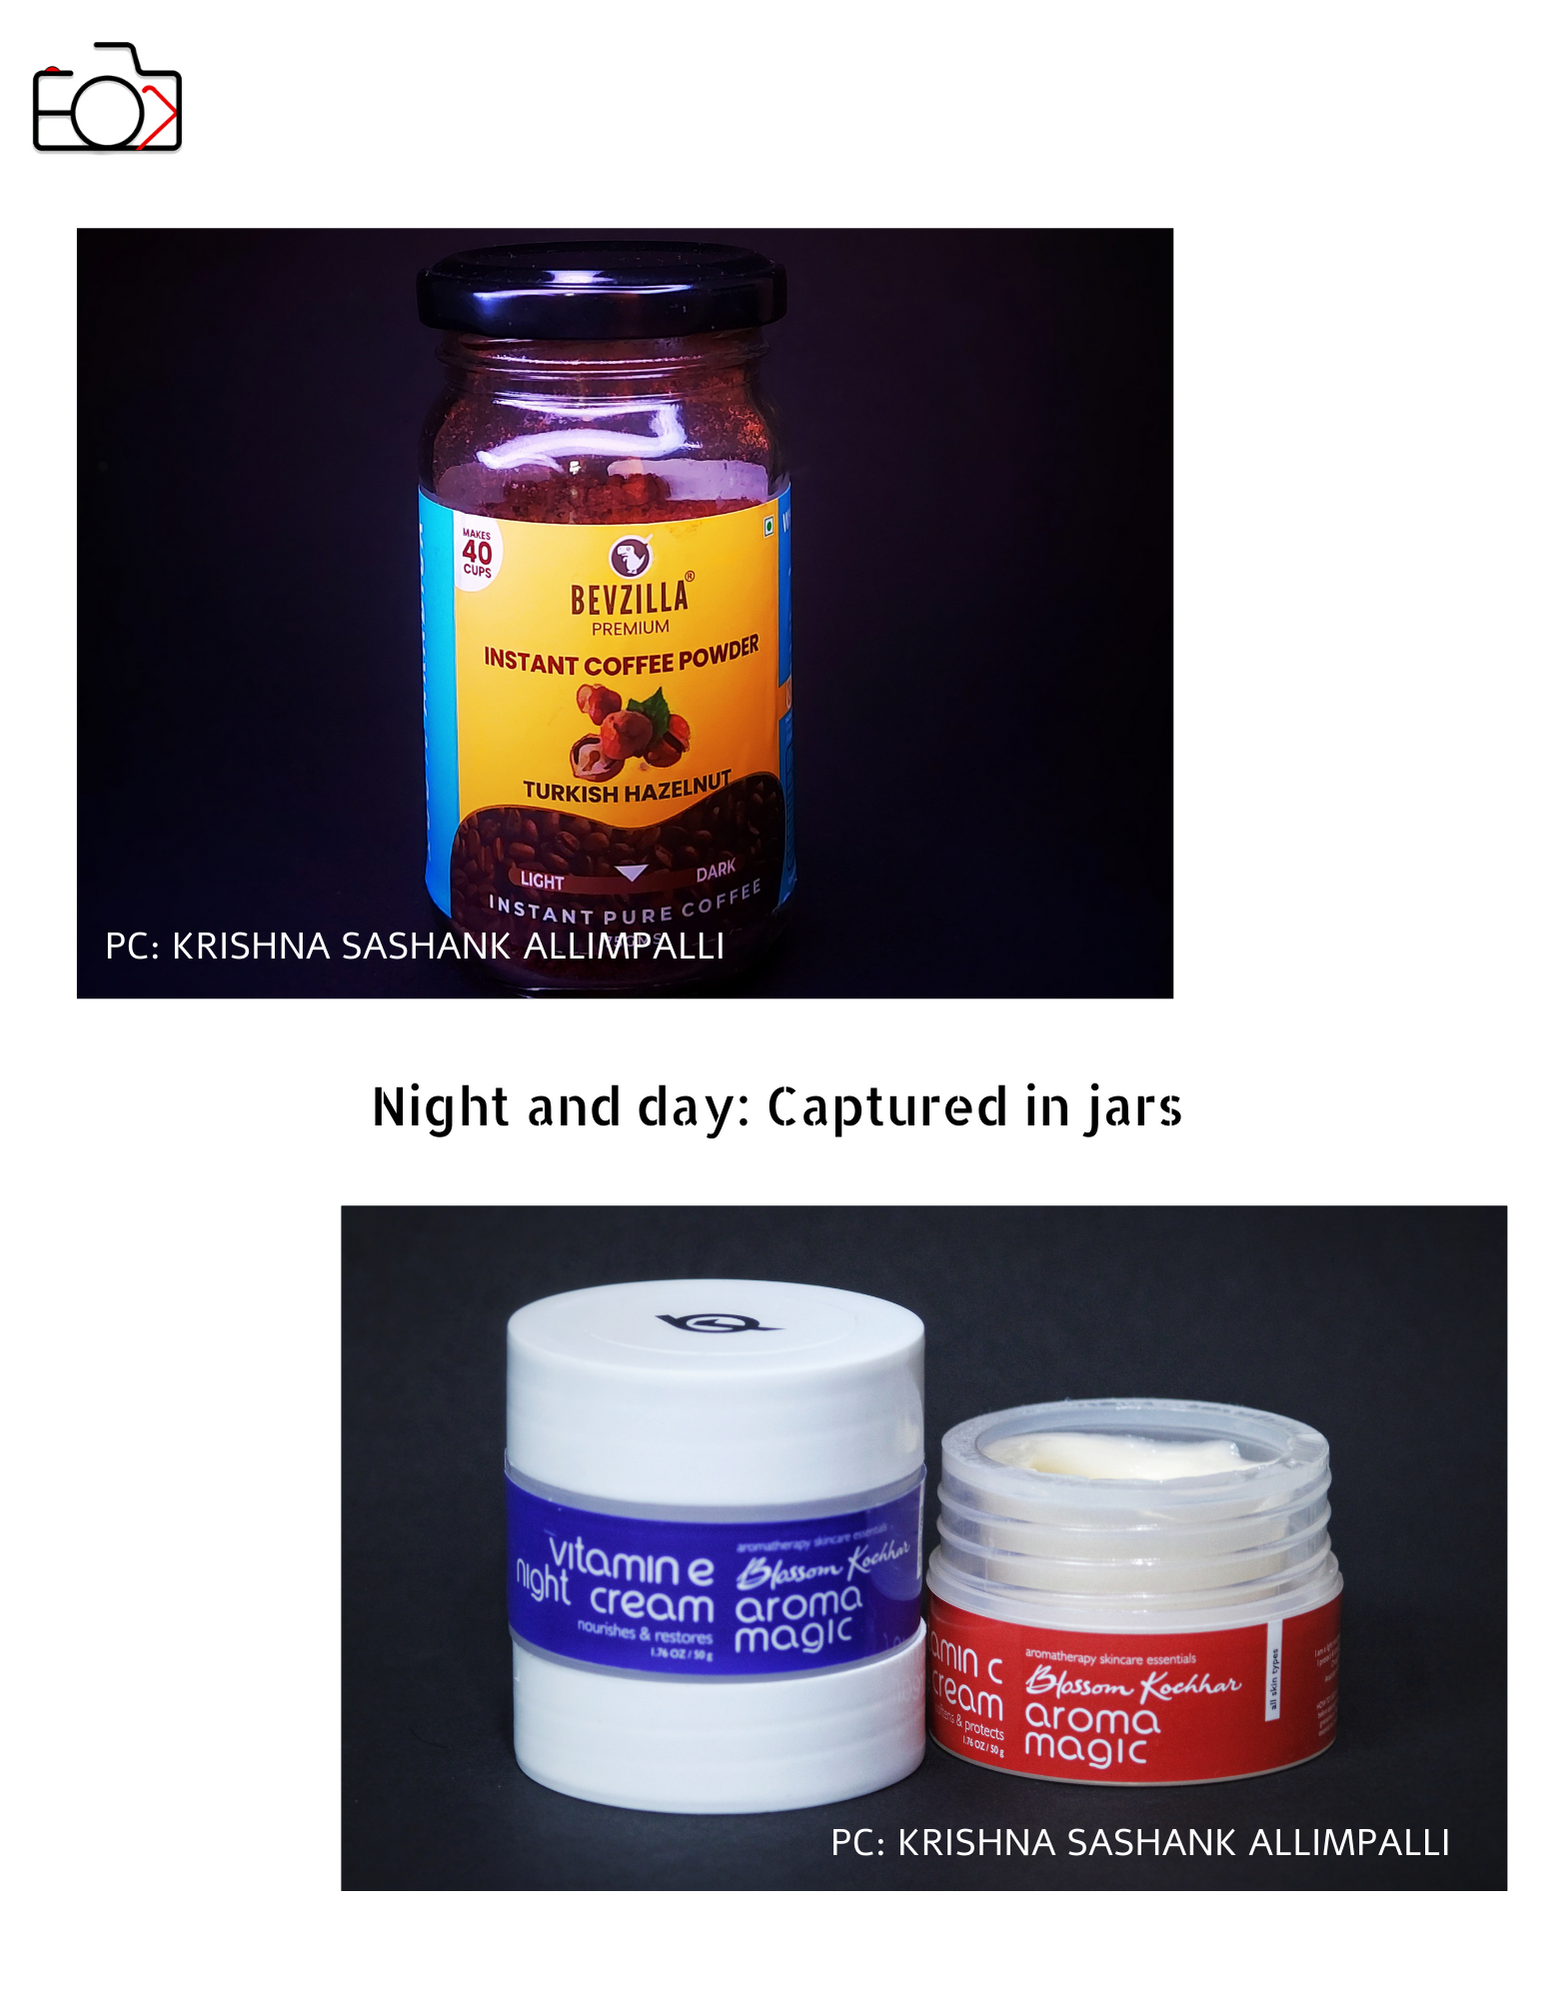 MAKES
40
CUPS
BEVZILLA®
PREMIUM
INSTANT COFFEE POWDER
TURKISH HAZELNUT
LIGHT DARK
INSTANT PURE COFFEE
PC: KRISHNA SASHANK ALLIMPALLI
Night and day: Captured in jars
vitamin e
night cream
nourishes & restores
1.76 OZ / 50 g
aromatherapy skincare essentials
Blossom Kochhar
aroma
magic
amin c
cream
& protects
1.76 OZ / 50 g
aromatherapy skincare essentials
Blossom Kochhar
aroma
magic
all skin types
PC: KRISHNA SASHANK ALLIMPALLI